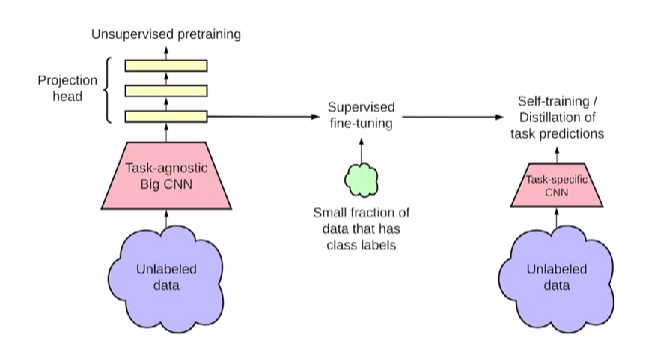 Unsupervised pretraining
Projection
head
Task-agnostic
Big CNN
Unlabeled
data
Supervised
fine-tuning
Small fraction of
data that has
class labels
Self-training /
Distillation of
task predictions
Task-specific
CNN
Unlabeled
data